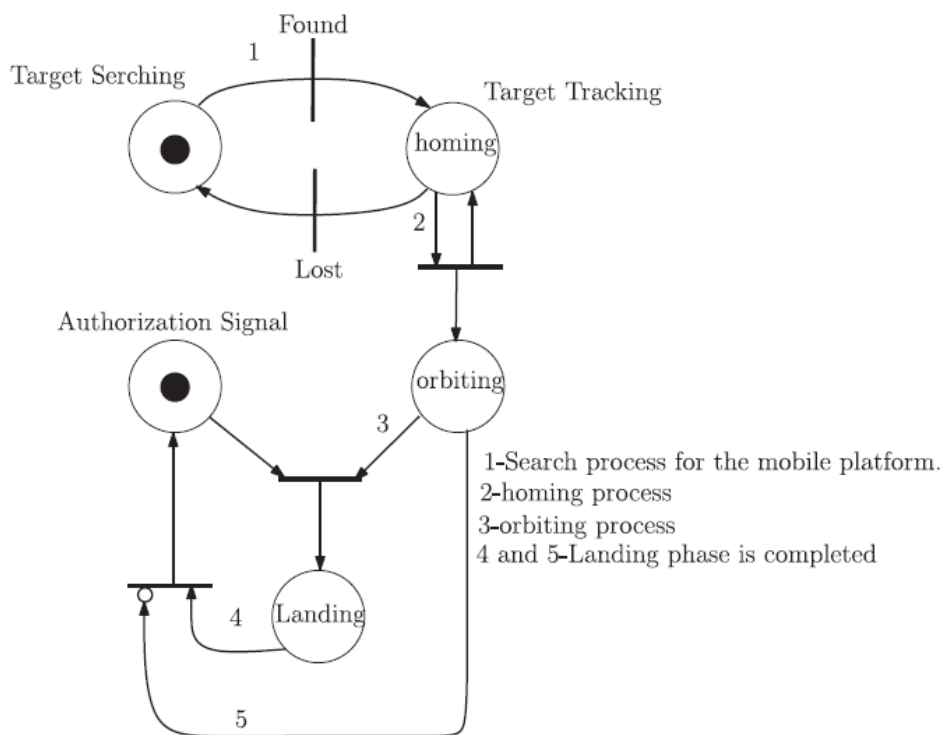 Found
1
Target Serching
Target Tracking
homing
2
Lost
Authorization Signal
orbiting
3
1-Search process for the mobile platform.
2-homing process
3-orbiting process
4 and 5-Landing phase is completed
Landing
4
5